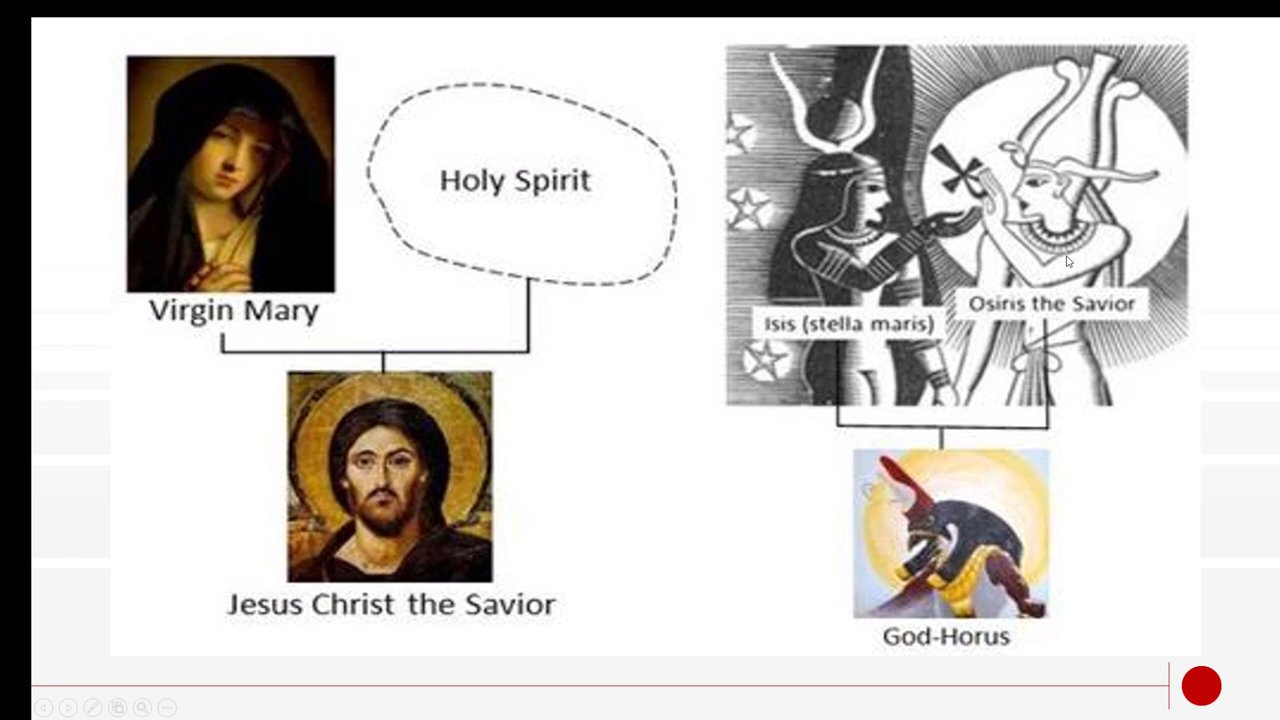 Holy Spirit
Virgin Mary
Jesus Christ the Savior
Isis (stella maris)
Osiris the Savior
God-Horus